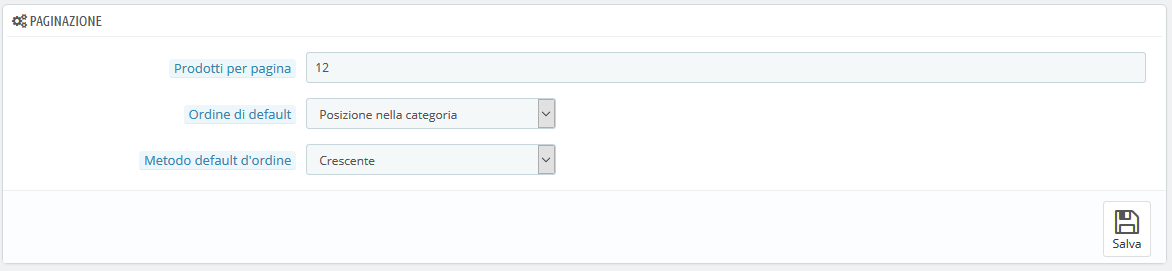 PAGINAZIONE
Prodotti per pagina 12
Ordine di default Posizione nella categoria
Metodo default d'ordine Crescente
Salva